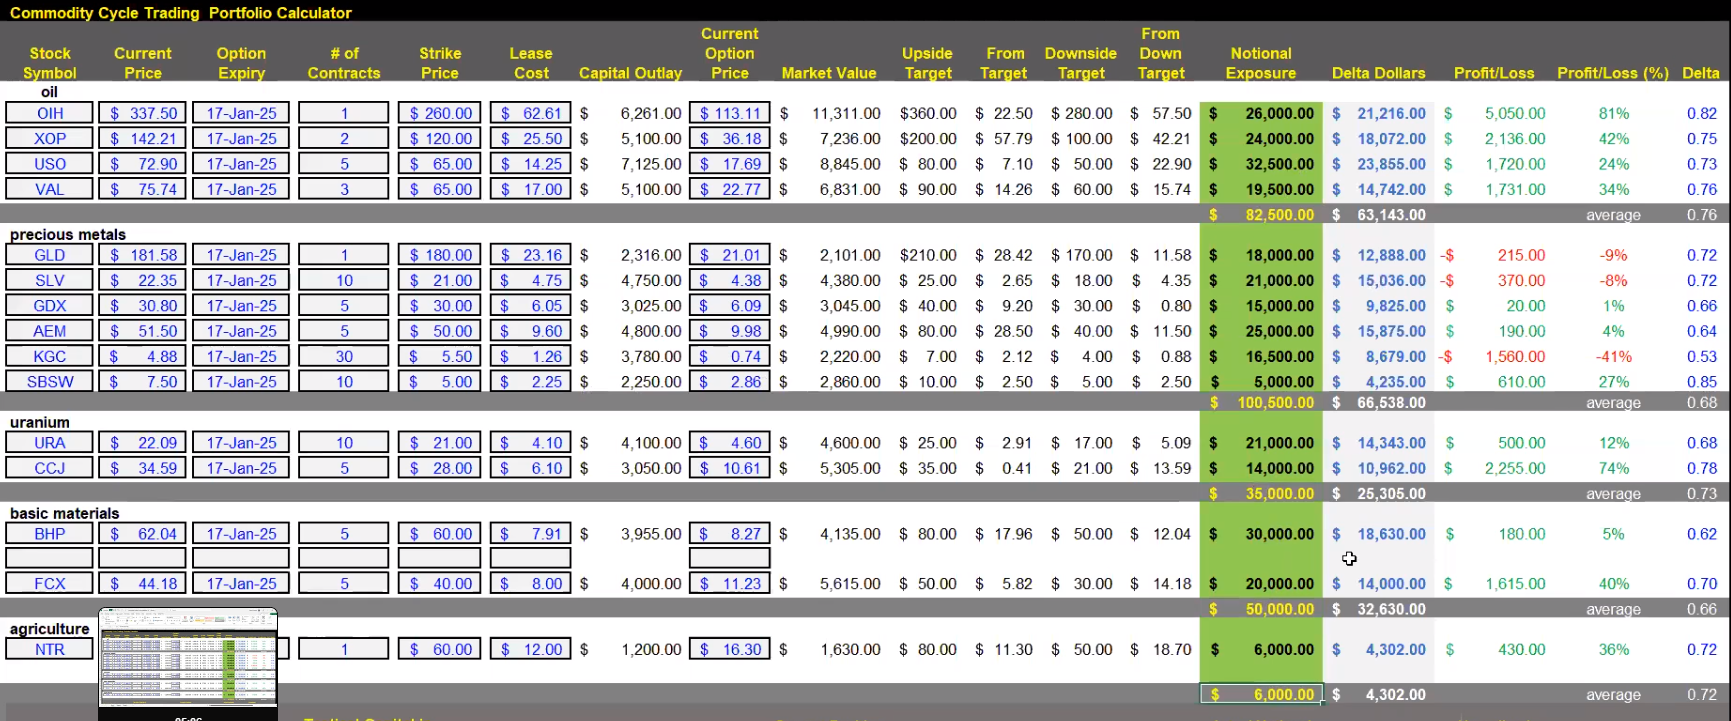 Commodity Cycle Trading Portfolio Calculator
Stock Symbol Current Price Option Expiry # of Contracts Strike Price Lease Cost Capital Outlay Current Option Price Market Value Upside Target From Target Downside Target From Down Target Notional Exposure Delta Dollars Profit/Loss Profit/Loss (%) Delta
oil
OIH $ 337.50 17-Jan-25 1 $ 260.00 $ 62.61 $ 6,261.00 $ 113.11 $ 11,311.00 $360.00 $ 22.50 $ 280.00 $ 57.50 $ 26,000.00 $ 21,216.00 $ 5,050.00 81% 0.82
XOP $ 142.21 17-Jan-25 2 $ 120.00 $ 25.50 $ 5,100.00 $ 36.18 $ 7,236.00 $200.00 $ 57.79 $ 100.00 $ 42.21 $ 24,000.00 $ 18,072.00 $ 2,136.00 42% 0.75
USO $ 72.90 17-Jan-25 5 $ 65.00 $ 14.25 $ 7,125.00 $ 17.69 $ 8,845.00 $ 80.00 $ 7.10 $ 50.00 $ 22.90 $ 32,500.00 $ 23,855.00 $ 1,720.00 24% 0.73
VAL $ 75.74 17-Jan-25 3 $ 65.00 $ 17.00 $ 5,100.00 $ 22.77 $ 6,831.00 $ 90.00 $ 14.26 $ 60.00 $ 15.74 $ 19,500.00 $ 14,742.00 $ 1,731.00 34% 0.76
$ 82,500.00 $ 63,143.00 average 0.76
precious metals
GLD $ 181.58 17-Jan-25 1 $ 180.00 $ 23.16 $ 2,316.00 $ 21.01 $ 2,101.00 $210.00 $ 28.42 $ 170.00 $ 11.58 $ 18,000.00 $ 12,888.00 -$ 215.00 -9% 0.72
SLV $ 22.35 17-Jan-25 10 $ 21.00 $ 4.75 $ 4,750.00 $ 4.38 $ 4,380.00 $ 25.00 $ 2.65 $ 18.00 $ 4.35 $ 21,000.00 $ 15,036.00 -$ 370.00 -8% 0.72
GDX $ 30.80 17-Jan-25 5 $ 30.00 $ 6.05 $ 3,025.00 $ 6.09 $ 3,045.00 $ 40.00 $ 9.20 $ 30.00 $ 0.80 $ 15,000.00 $ 9,825.00 $ 20.00 1% 0.66
AEM $ 51.50 17-Jan-25 5 $ 50.00 $ 9.60 $ 4,800.00 $ 9.98 $ 4,990.00 $ 80.00 $ 28.50 $ 40.00 $ 11.50 $ 25,000.00 $ 15,875.00 $ 190.00 4% 0.64
KGC $ 4.88 17-Jan-25 30 $ 5.50 $ 1.26 $ 3,780.00 $ 0.74 $ 2,220.00 $ 7.00 $ 2.12 $ 4.00 $ 0.88 $ 16,500.00 $ 8,679.00 -$ 1,560.00 -41% 0.53
SBSW $ 7.50 17-Jan-25 10 $ 5.00 $ 2.25 $ 2,250.00 $ 2.86 $ 2,860.00 $ 10.00 $ 2.50 $ 5.00 $ 2.50 $ 5,000.00 $ 4,235.00 $ 610.00 27% 0.85
$ 100,500.00 $ 66,538.00 average 0.68
uranium
URA $ 22.09 17-Jan-25 10 $ 21.00 $ 4.10 $ 4,100.00 $ 4.60 $ 4,600.00 $ 25.00 $ 2.91 $ 17.00 $ 5.09 $ 21,000.00 $ 14,343.00 $ 500.00 12% 0.68
CCJ $ 34.59 17-Jan-25 5 $ 28.00 $ 6.10 $ 3,050.00 $ 10.61 $ 5,305.00 $ 35.00 $ 0.41 $ 21.00 $ 13.59 $ 14,000.00 $ 10,962.00 $ 2,255.00 74% 0.78
$ 35,000.00 $ 25,305.00 average 0.73
basic materials
BHP $ 62.04 17-Jan-25 5 $ 60.00 $ 7.91 $ 3,955.00 $ 8.27 $ 4,135.00 $ 80.00 $ 17.96 $ 50.00 $ 12.04 $ 30,000.00 $ 18,630.00 $ 180.00 5% 0.62
FCX $ 44.18 17-Jan-25 5 $ 40.00 $ 8.00 $ 4,000.00 $ 11.23 $ 5,615.00 $ 50.00 $ 5.82 $ 30.00 $ 14.18 $ 20,000.00 $ 14,000.00 $ 1,615.00 40% 0.70
$ 50,000.00 $ 32,630.00 average 0.66
agriculture
NTR 1 $ 60.00 $ 12.00 $ 1,200.00 $ 16.30 $ 1,630.00 $ 80.00 $ 11.30 $ 50.00 $ 18.70 $ 6,000.00 $ 4,302.00 $ 430.00 36% 0.72
$ 6,000.00 $ 4,302.00 average 0.72